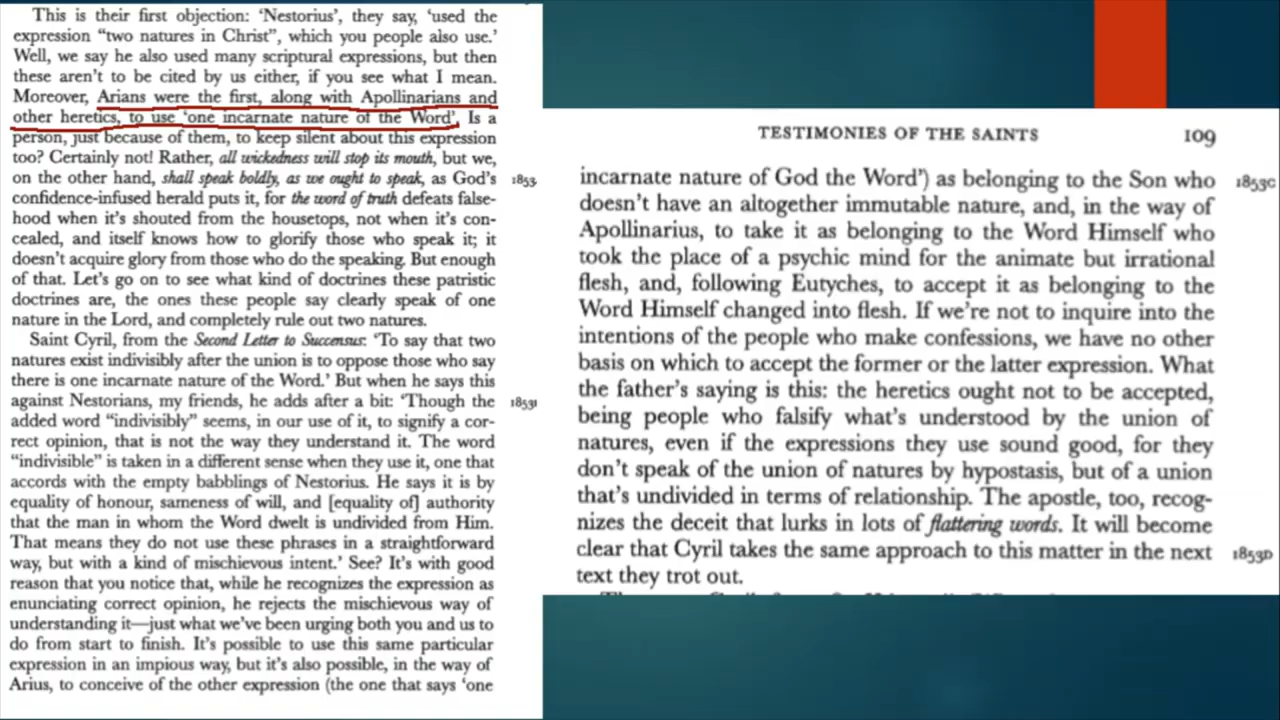 This is their first objection: ‘Nestorius’, they say, ‘used the
expression “two natures in Christ”, which you people also use.’
Well, we say he also used many scriptural expressions, but then
these aren’t to be cited by us either, if you see what I mean.
Moreover, Arians were the first, along with Apollinarians and
other heretics, to use ‘one incarnate nature of the Word’. Is a
person, just because of them, to keep silent about this expression
too? Certainly not! Rather, all wickedness will stop its mouth, but we,
on the other hand, shall speak boldly, as we ought to speak, as God’s 1853
confidence-infused herald puts it, for the word of truth defeats false-
hood when it’s shouted from the housetops, not when it’s con-
cealed, and itself knows how to glorify those who speak it; it
doesn’t acquire glory from those who do the speaking. But enough
of that. Let’s go on to see what kind of doctrines these patristic
doctrines are, the ones these people say clearly speak of one
nature in the Lord, and completely rule out two natures.
Saint Cyril, from the Second Letter to Succensus: ‘To say that two
natures exist indivisibly after the union is to oppose those who say
there is one incarnate nature of the Word.’ But when he says this
against Nestorians, my friends, he adds after a bit: ‘Though the 1853
added word “indivisibly” seems, in our use of it, to signify a cor-
rect opinion, that is not the way they understand it. The word
“indivisible” is taken in a different sense when they use it, one that
accords with the empty babblings of Nestorius. He says it is by
equality of honour, sameness of will, and [equality of] authority
that the man in whom the Word dwelt is undivided from Him.
That means they do not use these phrases in a straightforward
way, but with a kind of mischievous intent.’ See? It’s with good
reason that you notice that, while he recognizes the expression as
enunciating correct opinion, he rejects the mischievous way of
understanding it—just what we’ve been urging both you and us to
do from start to finish. It’s possible to use this same particular
expression in an impious way, but it’s also possible, in the way of
Arius, to conceive of the other expression (the one that says ‘one
TESTIMONIES OF THE SAINTS 109
incarnate nature of God the Word’) as belonging to the Son who 1853C
doesn’t have an altogether immutable nature, and, in the way of
Apollinarius, to take it as belonging to the Word Himself who
took the place of a psychic mind for the animate but irrational
flesh, and, following Eutyches, to accept it as belonging to the
Word Himself changed into flesh. If we’re not to inquire into the
intentions of the people who make confessions, we have no other
basis on which to accept the former or the latter expression. What
the father’s saying is this: the heretics ought not to be accepted,
being people who falsify what’s understood by the union of
natures, even if the expressions they use sound good, for they
don’t speak of the union of natures by hypostasis, but of a union
that’s undivided in terms of relationship. The apostle, too, recog-
nizes the deceit that lurks in lots of flattering words. It will become
clear that Cyril takes the same approach to this matter in the next 1853D
text they trot out.